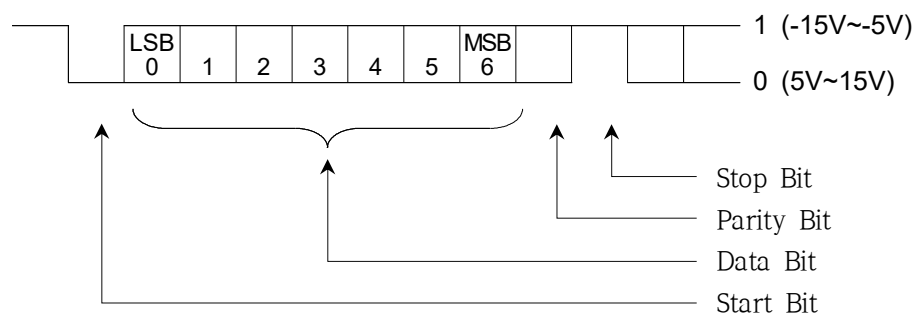 1 (-15V~-5V)
LSB MSB
0 1 2 3 4 5 6
0 (5V~15V)
Stop Bit
Parity Bit
Data Bit
Start Bit